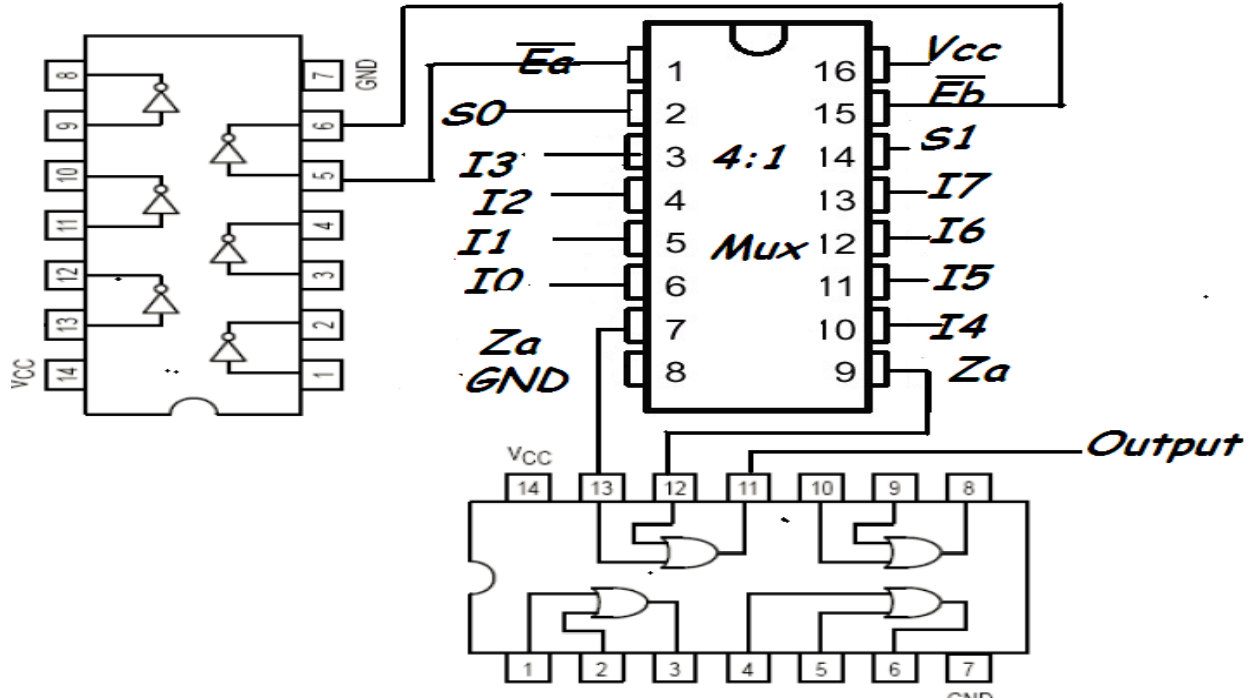 8
9
10
11
12
13
VCC 14
7 GND
6
5
4
3
2
1
Ea
S0
I3
I2
I1
I0
Za
GND
1
2
3
4
5
6
7
8
4:1
Mux
16
15
14
13
12
11
10
9
Vcc
Eb
S1
I7
I6
I5
I4
Za
Output
VCC
14 13 12 11 10 9 8
1 2 3 4 5 6 7
GND